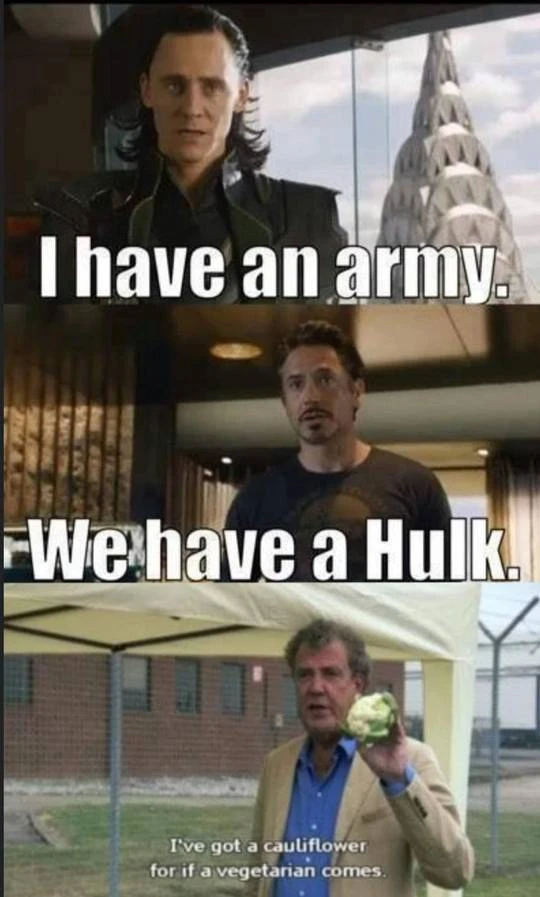 I have an army.
We have a Hulk.
I've got a cauliflower
for if a vegetarian comes.